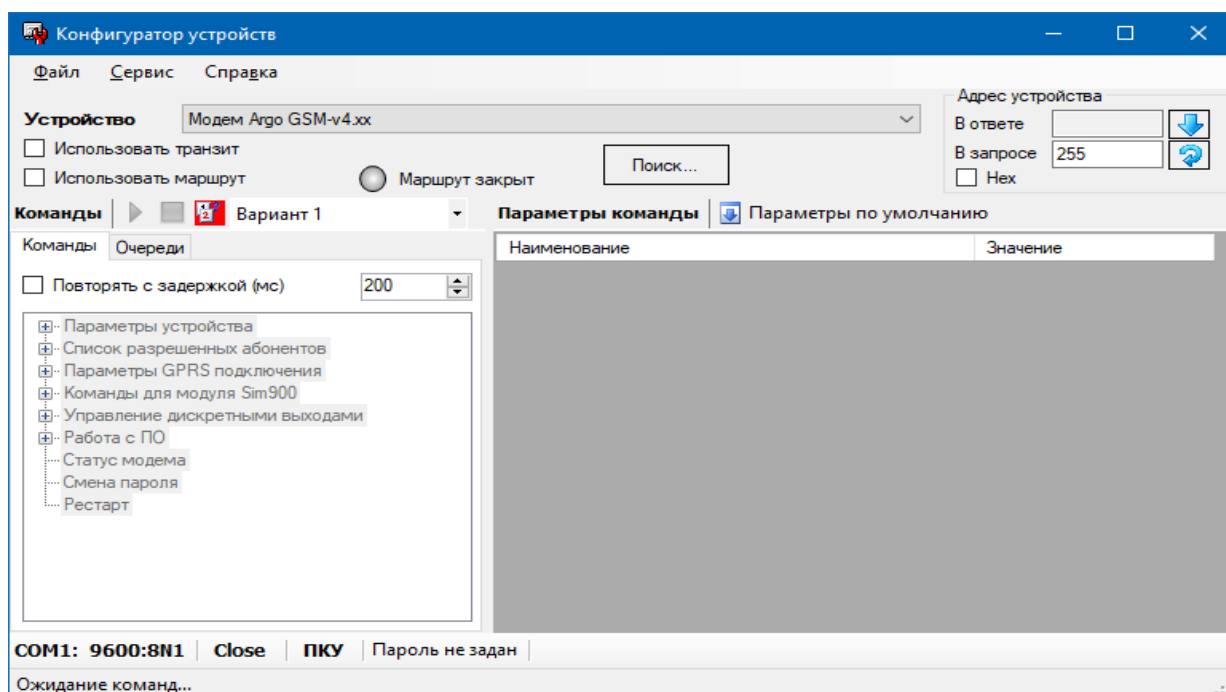 Конфигуратор устройств
Файл Сервис Справка
Адрес устройства
Устройство Модем Argo GSM-v4.xx
В ответе
Использовать транзит
В запросе 255
Поиск...
Использовать маршрут Маршрут закрыт
Hex
Команды Вариант 1 Параметры команды Параметры по умолчанию
Команды Очереди
Наименование Значение
Повторять с задержкой (мс) 200
Параметры устройства
Список разрешенных абонентов
Параметры GPRS подключения
Команды для модуля Sim900
Управление дискретными выходами
Работа с ПО
Статус модема
Смена пароля
Рестарт
COM1: 9600:8N1 Close ПКУ Пароль не задан
Ожидание команд...